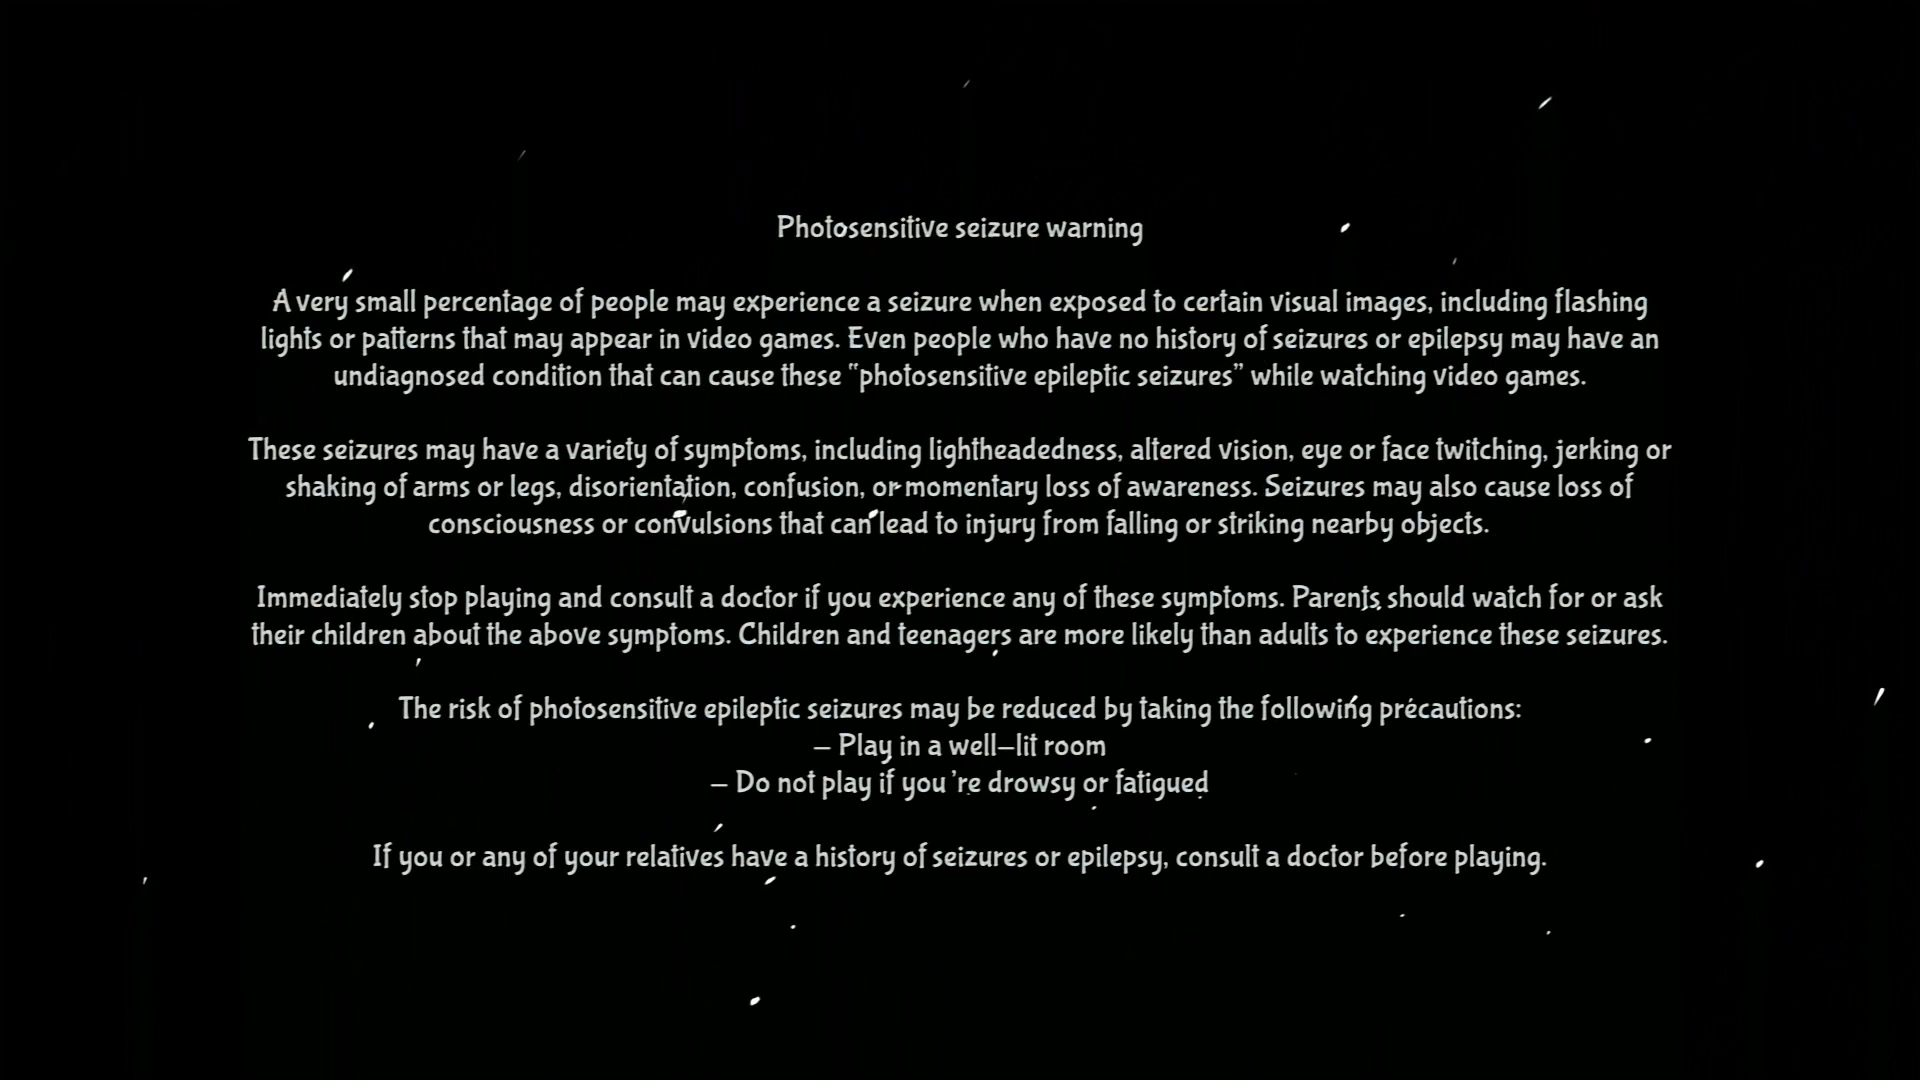 Photosensitive seizure warning
A very small percentage of people may experience a seizure when exposed to certain visual images, including flashing
lights or patterns that may appear in video games. Even people who have no history of seizures or epilepsy may have an
undiagnosed condition that can cause these "photosensitive epileptic seizures" while watching video games.
These seizures may have a variety of symptoms, including lightheadedness, altered vision, eye or face twitching, jerking or
shaking of arms or legs, disorientation, confusion, or momentary loss of awareness. Seizures may also cause loss of
consciousness or convulsions that can lead to injury from falling or striking nearby objects.
Immediately stop playing and consult a doctor if you experience any of these symptoms. Parents should watch for or ask
their children about the above symptoms. Children and teenagers are more likely than adults to experience these seizures.
The risk of photosensitive epileptic seizures may be reduced by taking the following precautions:
– Play in a well–lit room
– Do not play if you're drowsy or fatigued
If you or any of your relatives have a history of seizures or epilepsy, consult a doctor before playing.